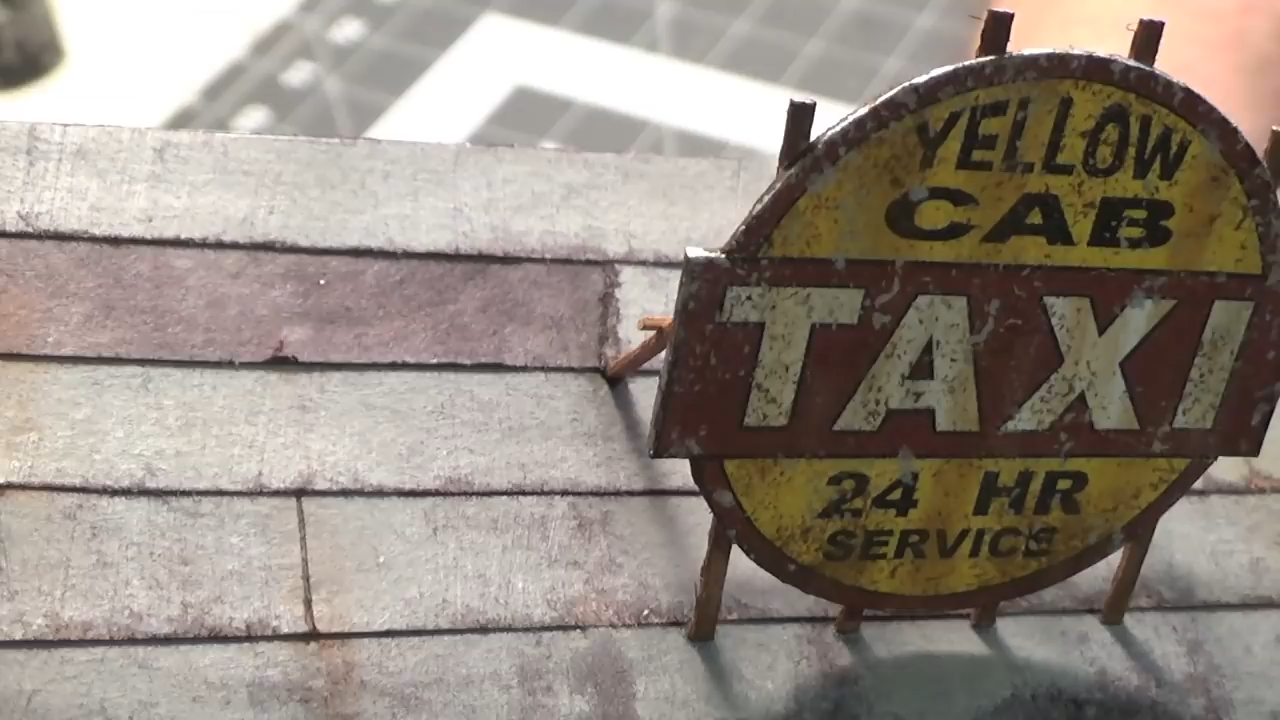 YELLOW
CAB
TAXI
24 HR
SERVICE